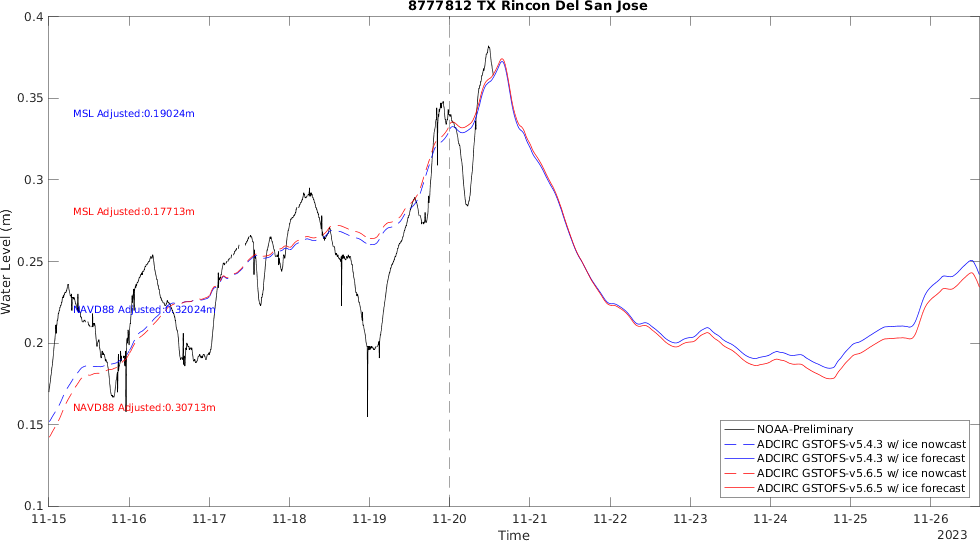 8777812 TX Rincon Del San Jose
0.4
0.35
0.3
0.25
0.2
0.15
0.1
Water Level (m)
MSL Adjusted:0.19024m
MSL Adjusted:0.17713m
NAVD88 Adjusted:0.32024m
NAVD88 Adjusted:0.30713m
NOAA-Preliminary
ADCIRC GSTOFS-v5.4.3 w/ ice nowcast
ADCIRC GSTOFS-v5.4.3 w/ ice forecast
ADCIRC GSTOFS-v5.6.5 w/ ice nowcast
ADCIRC GSTOFS-v5.6.5 w/ ice forecast
11-15 11-16 11-17 11-18 11-19 11-20 11-21 11-22 11-23 11-24 11-25 11-26
Time
2023